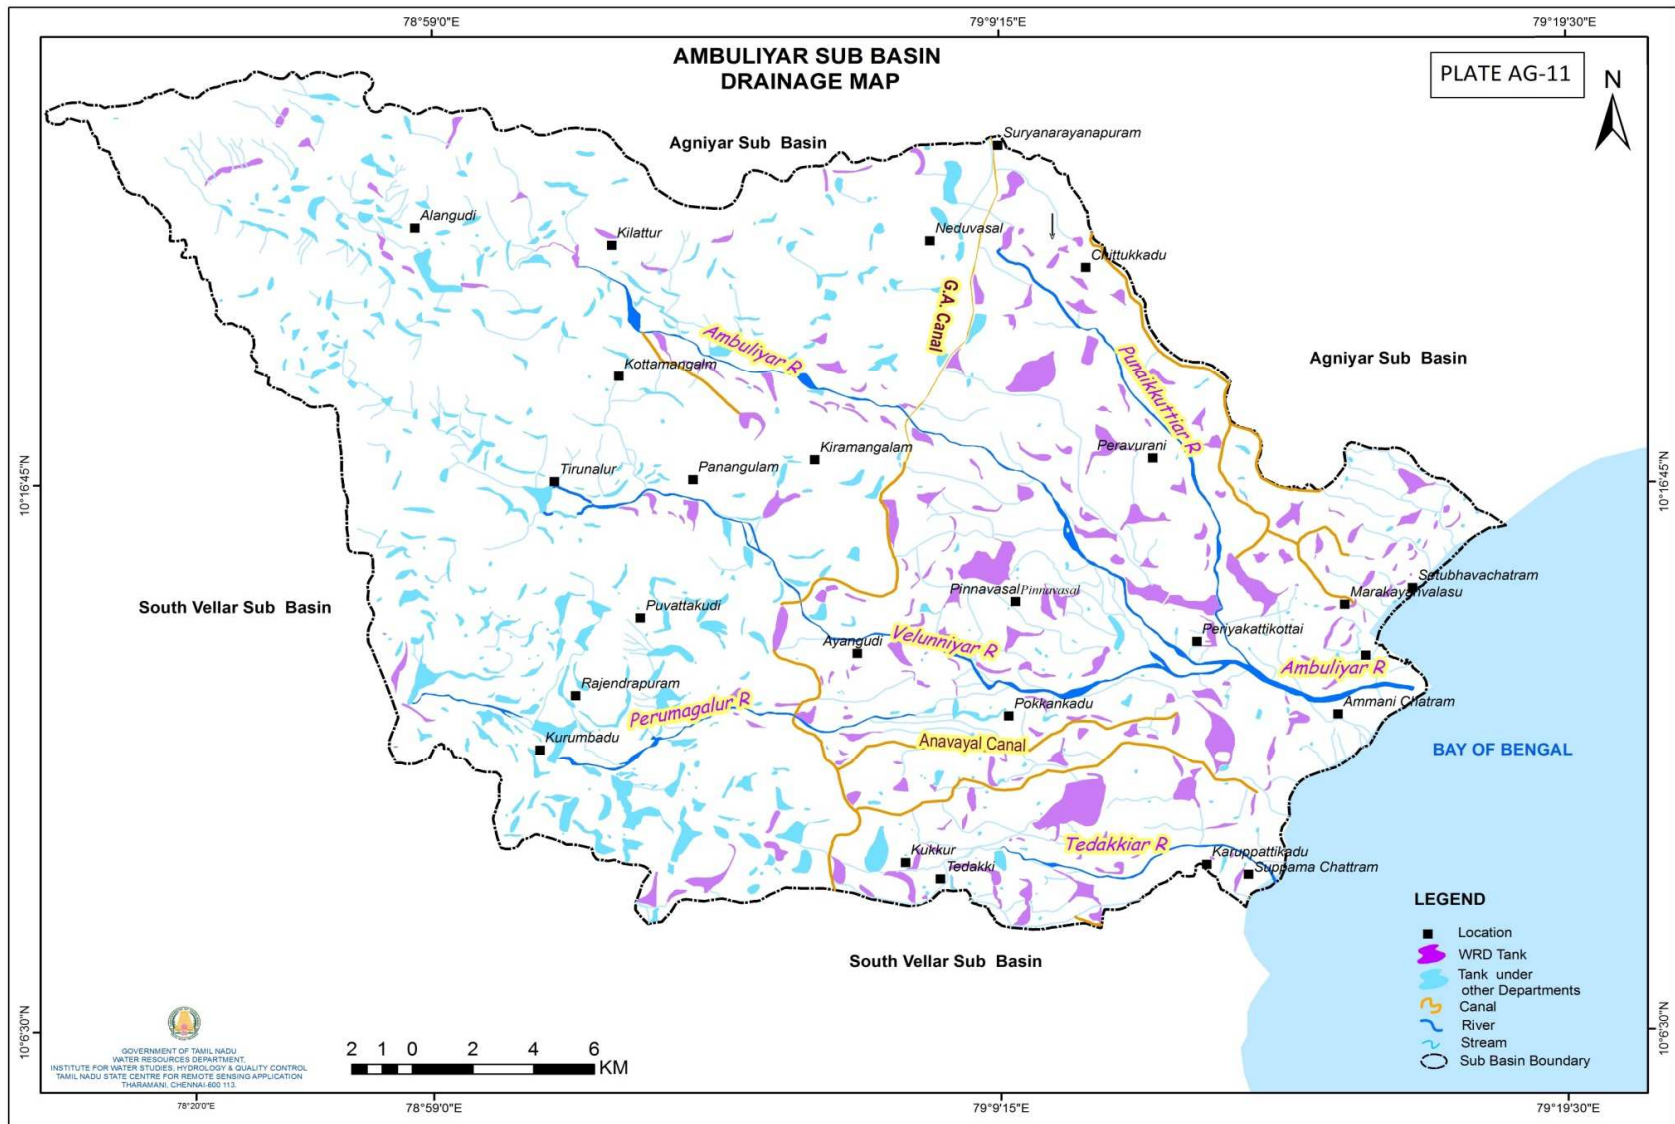 78°59'0"E
79°9'15"E
79°19'30"E
AMBULIYAR SUB BASIN
DRAINAGE MAP
PLATE AG-11
N
Agniyar Sub Basin
Suryanarayanapuram
Alangudi
Kilattur
Neduvasal
Chittukkadu
G.A. Canal
Ambuliyar R
Punaikkuttiar R
Agniyar Sub Basin
Kottamangalm
Peravurani
Kiramangalam
Tirunalur
Panangulam
10°16'45"N
10°16'45"N
Setubhavachatram
Pinnavasal
Pinnavasal
Marakayanvalasu
South Vellar Sub Basin
Puvattakudi
Periyakattikottai
Ayangudi
Velunniyar R
Ambuliyar R
Rajendrapuram
Perumagalur R
Pokkankadu
Ammani Chatram
Kurumbadu
Anavayal Canal
BAY OF BENGAL
Tedakkiar R
Kukkur
Karuppattikadu
Tedakki
Suppama Chattram
South Vellar Sub Basin
LEGEND
Location
WRD Tank
Tank under
other Departments
Canal
River
Stream
Sub Basin Boundary
10°6'30"N
10°6'30"N
GOVERNMENT OF TAMIL NADU
WATER RESOURCES DEPARTMENT,
INSTITUTE FOR WATER STUDIES, HYDROLOGY & QUALITY CONTROL
TAMIL NADU STATE CENTRE FOR REMOTE SENSING APPLICATION
THARAMANI, CHENNAI-600 113.
2 1 0 2 4 6
KM
78°20'0"E
78°59'0"E
79°9'15"E
79°19'30"E